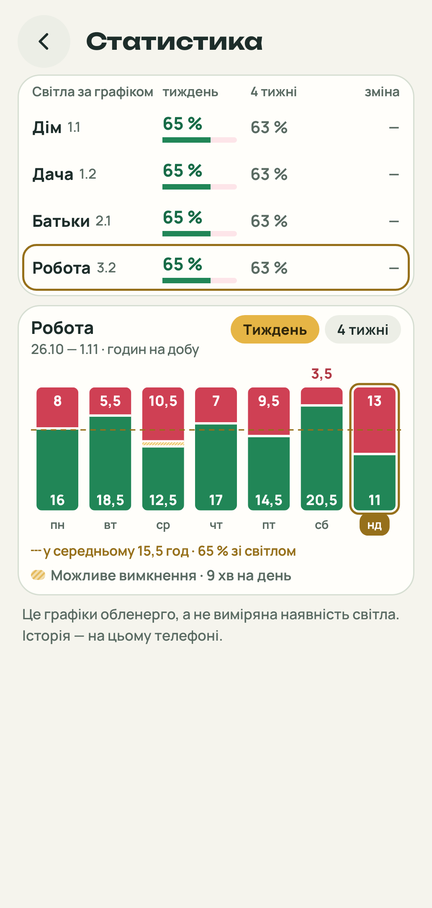 Статистика
Світла за графіком тиждень 4 тижні зміна
Дім 1.1 65 % 63 % —
Дача 1.2 65 % 63 % —
Батьки 2.1 65 % 63 % —
Робота 3.2 65 % 63 % —
Робота Тиждень 4 тижні
26.10 — 1.11 · годин на добу
3,5
8 5,5 10,5 7 9,5 13
16 18,5 12,5 17 14,5 20,5 11
пн вт ср чт пт сб нд
у середньому 15,5 год · 65 % зі світлом
Можливе вимкнення · 9 хв на день
Це графіки обленерго, а не виміряна наявність світла.
Історія — на цьому телефоні.